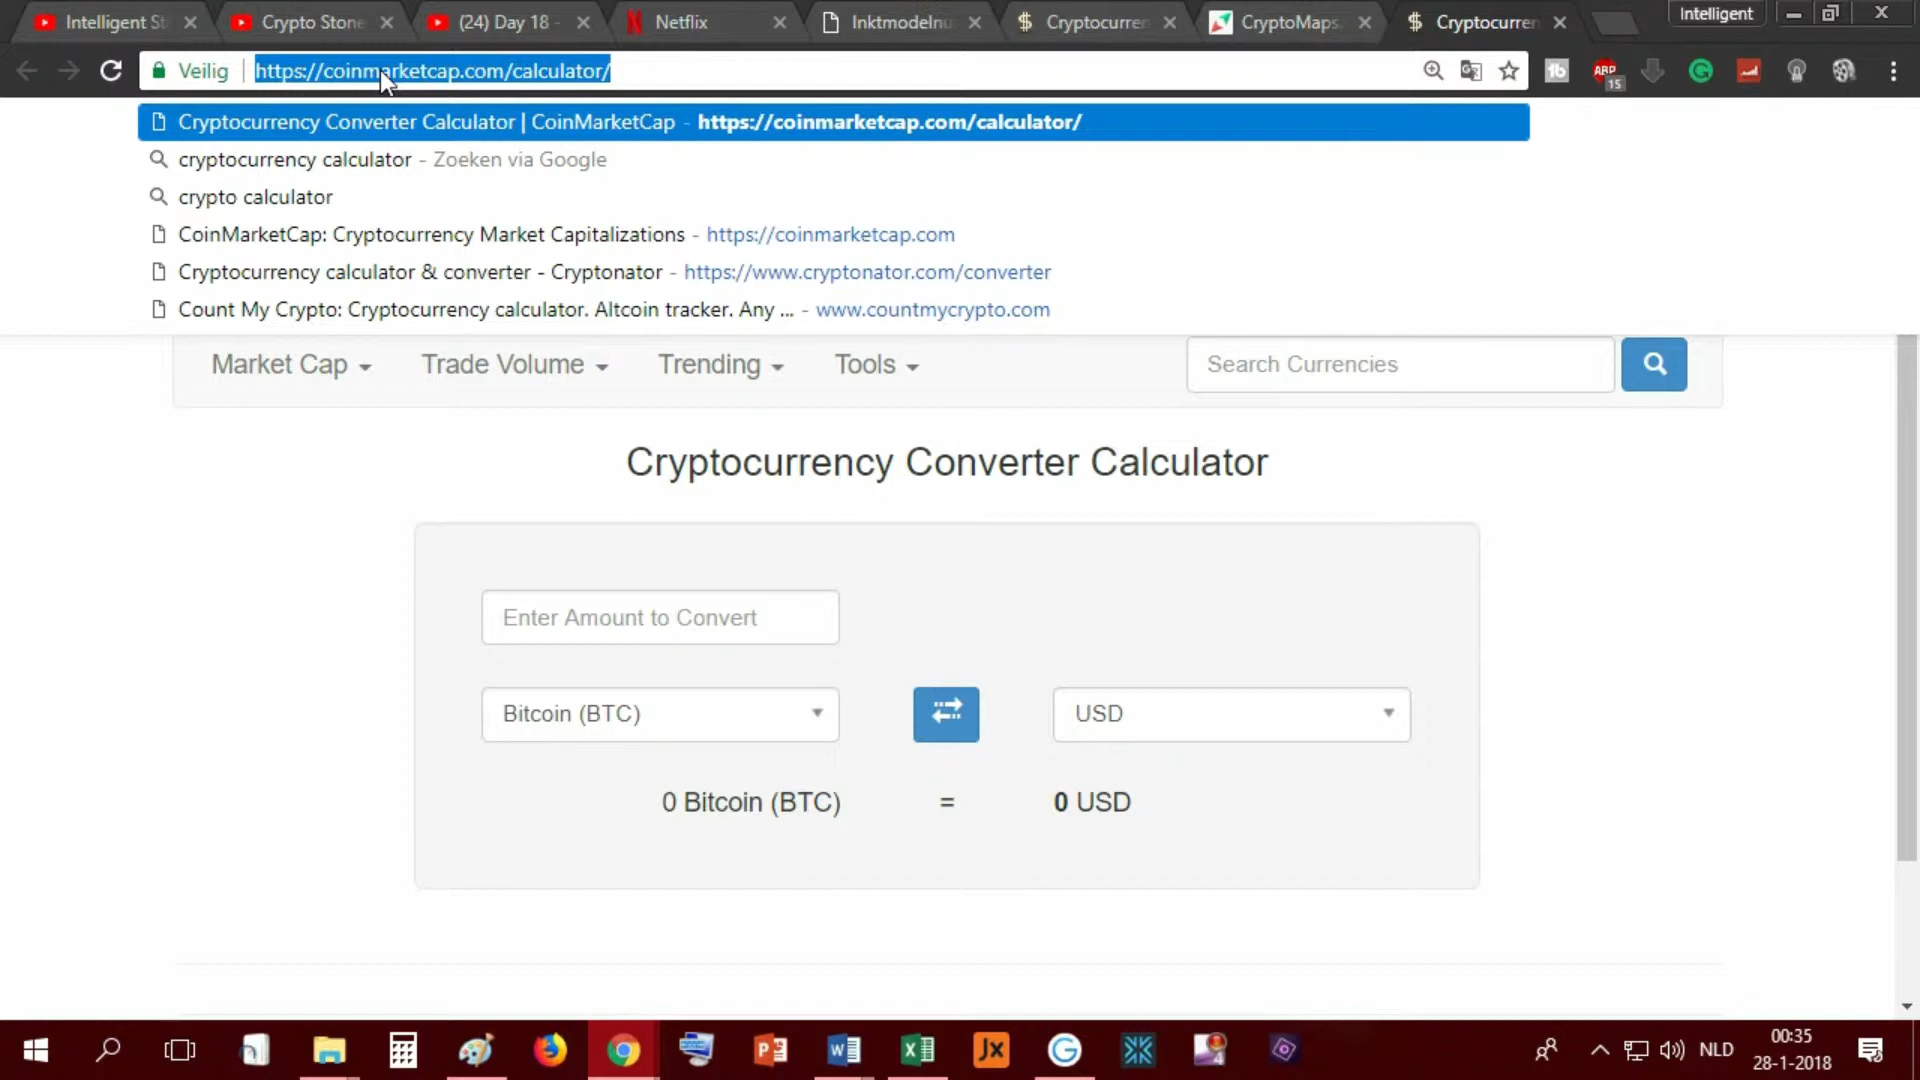 Intelligent St
Crypto Stone
(24) Day 18 -
Netflix
Inktmodelnu
Cryptocurren
CryptoMaps.
Cryptocurren
Intelligent
Veilig
https://coinmarketcap.com/calculator/
ABP
15
Cryptocurrency Converter Calculator | CoinMarketCap - https://coinmarketcap.com/calculator/
cryptocurrency calculator - Zoeken via Google
crypto calculator
CoinMarketCap: Cryptocurrency Market Capitalizations - https://coinmarketcap.com
Cryptocurrency calculator & converter - Cryptonator - https://www.cryptonator.com/converter
Count My Crypto: Cryptocurrency calculator. Altcoin tracker. Any ... - www.countmycrypto.com
Market Cap
Trade Volume
Trending
Tools
Search Currencies
Cryptocurrency Converter Calculator
Enter Amount to Convert
Bitcoin (BTC)
USD
0 Bitcoin (BTC) = 0 USD
Jx
NLD
00:35
28-1-2018